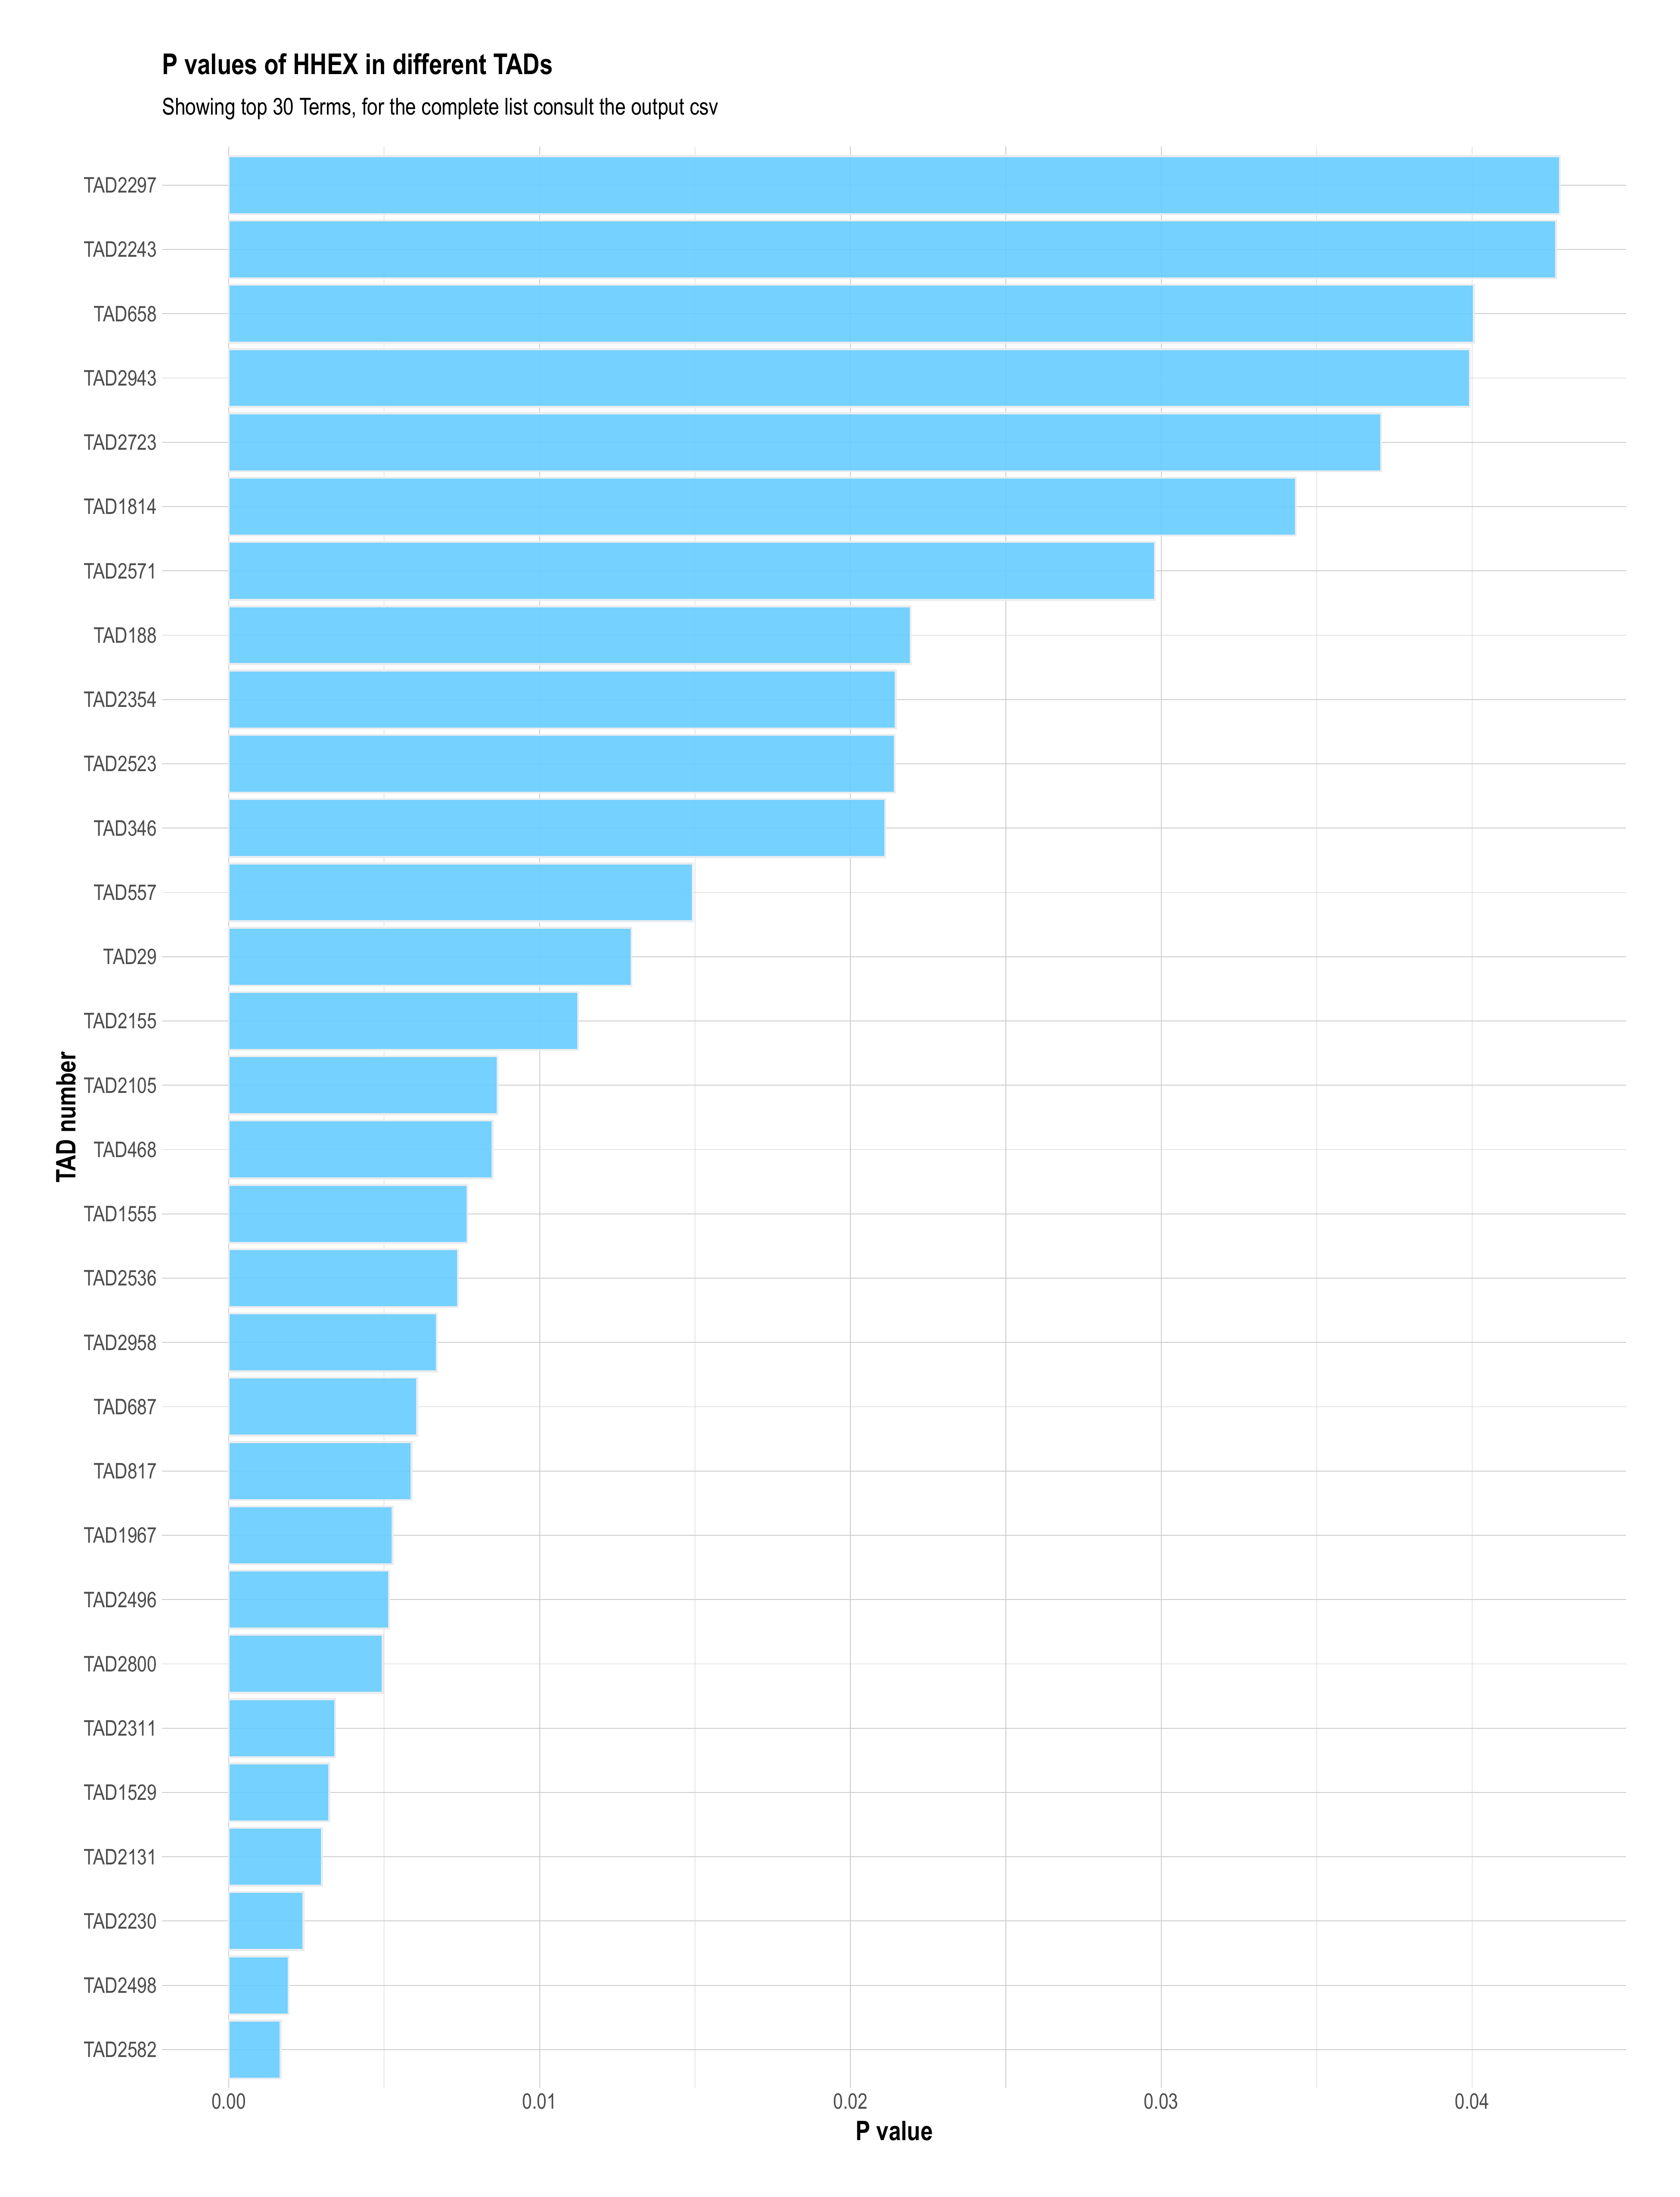 P values of HHEX in different TADs
Showing top 30 Terms, for the complete list consult the output csv
TAD number
TAD2297
TAD2243
TAD658
TAD2943
TAD2723
TAD1814
TAD2571
TAD188
TAD2354
TAD2523
TAD346
TAD557
TAD29
TAD2155
TAD2105
TAD468
TAD1555
TAD2536
TAD2958
TAD687
TAD817
TAD1967
TAD2496
TAD2800
TAD2311
TAD1529
TAD2131
TAD2230
TAD2498
TAD2582
0.00 0.01 0.02 0.03 0.04
P value